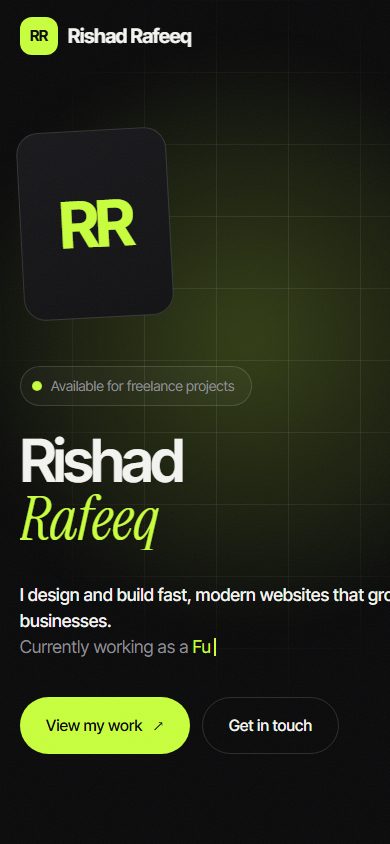 RR Rishad Rafeeq
RR
Available for freelance projects
Rishad
Rafeeq
I design and build fast, modern websites that gro
businesses.
Currently working as a Fu
View my work ↗
Get in touch